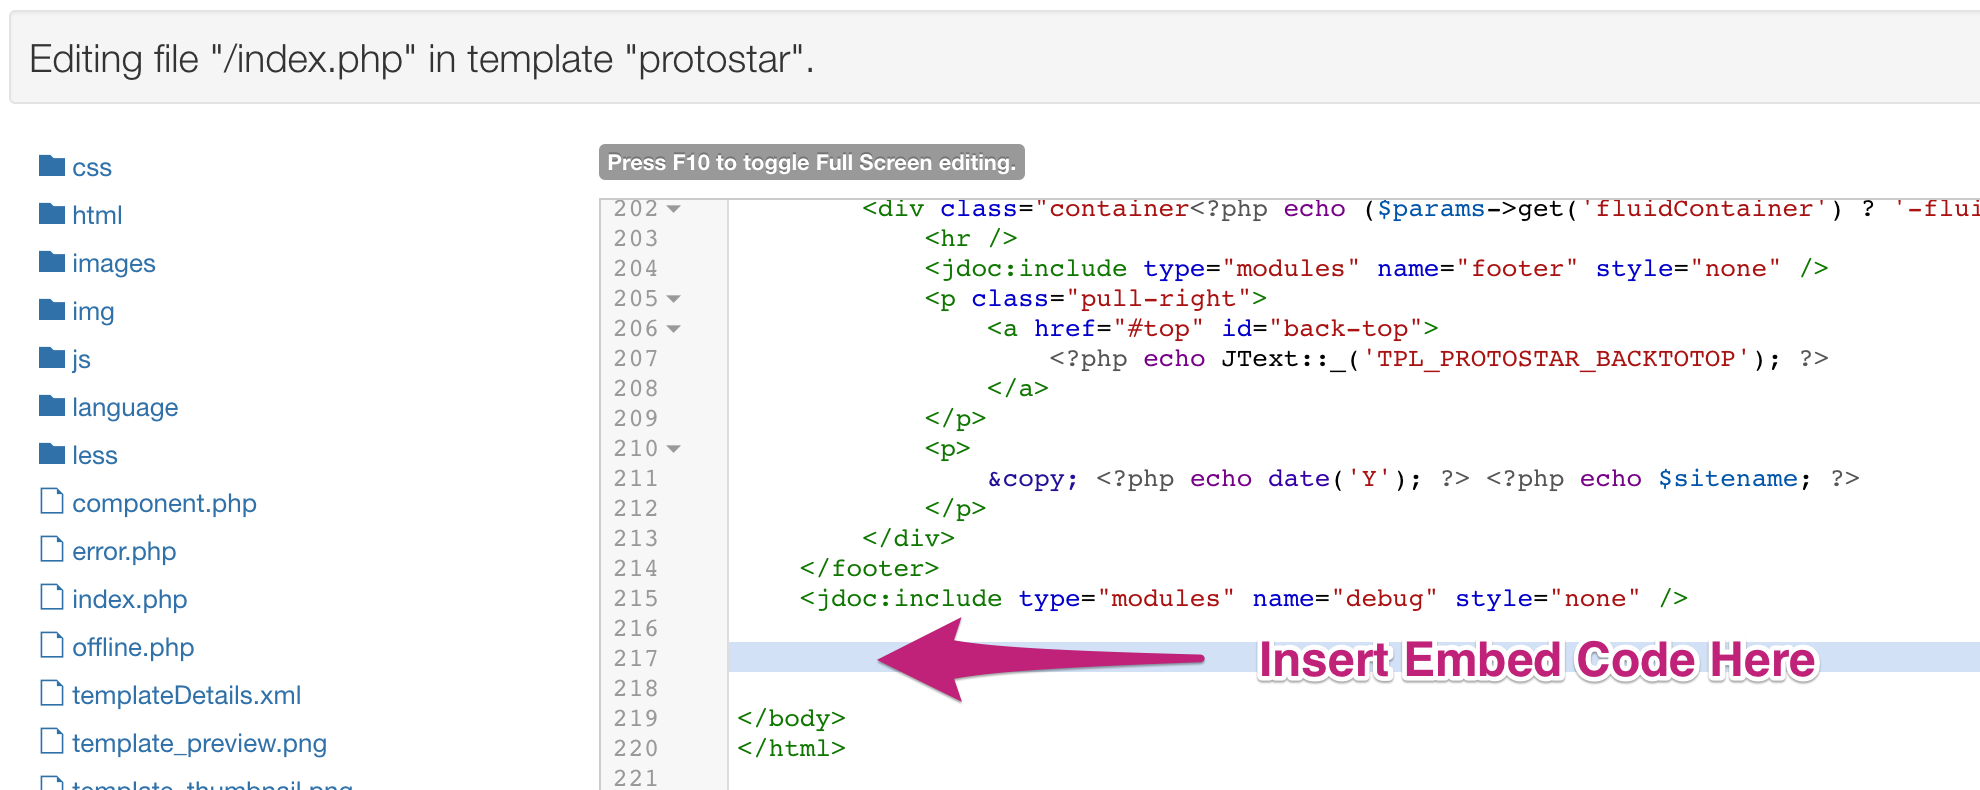 Editing file "/index.php" in template "protostar".
css
html
images
img
js
language
less
component.php
error.php
index.php
offline.php
templateDetails.xml
template_preview.png
template_thumbnail.png
Press F10 to toggle Full Screen editing.
202 <div class="container<?php echo ($params->get('fluidContainer') ? '-flui
203 <hr />
204 <jdoc:include type="modules" name="footer" style="none" />
205 <p class="pull-right">
206 <a href="#top" id="back-top">
207 <?php echo JText::_('TPL_PROTOSTAR_BACKTOTOP'); ?>
208 </a>
209 </p>
210 <p>
211 &copy; <?php echo date('Y'); ?> <?php echo $sitename; ?>
212 </p>
213 </div>
214 </footer>
215 <jdoc:include type="modules" name="debug" style="none" />
216
217 Insert Embed Code Here
218
219 </body>
220 </html>
221